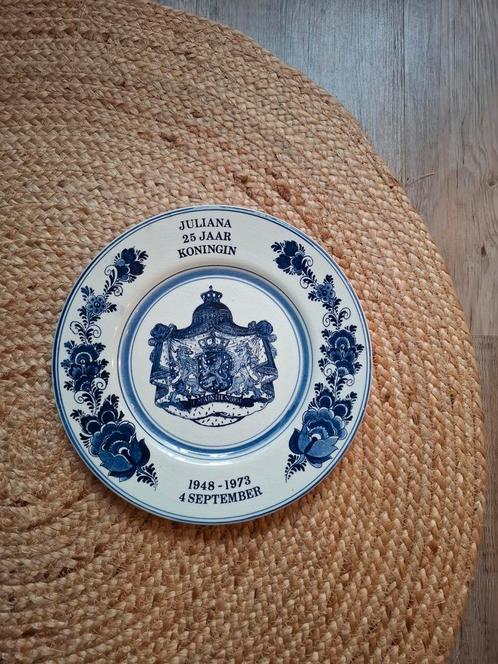 JULIANA
25 JAAR
KONINGIN
1948 - 1973
4 SEPTEMBER